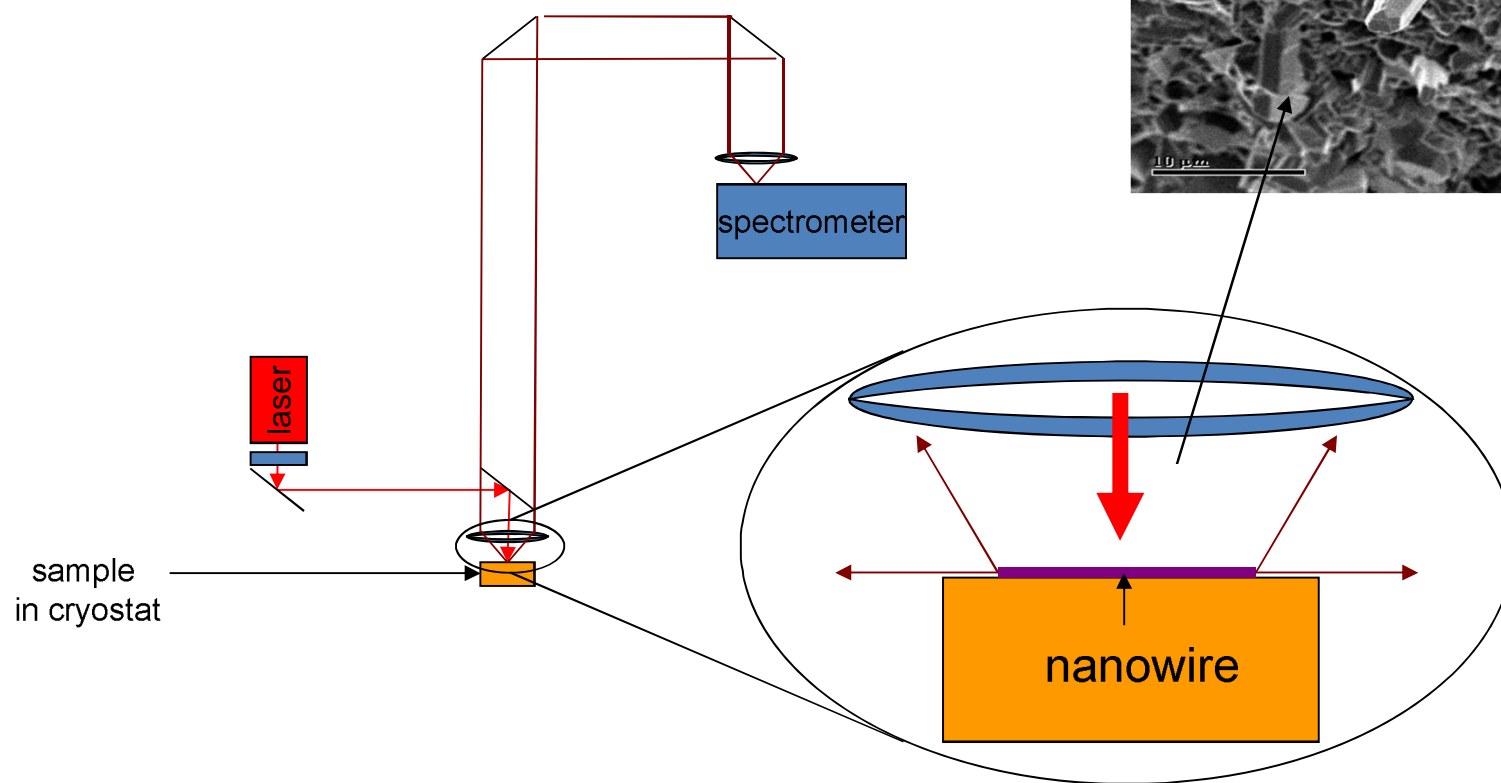 10 μm
spectrometer
laser
sample
in cryostat
nanowire